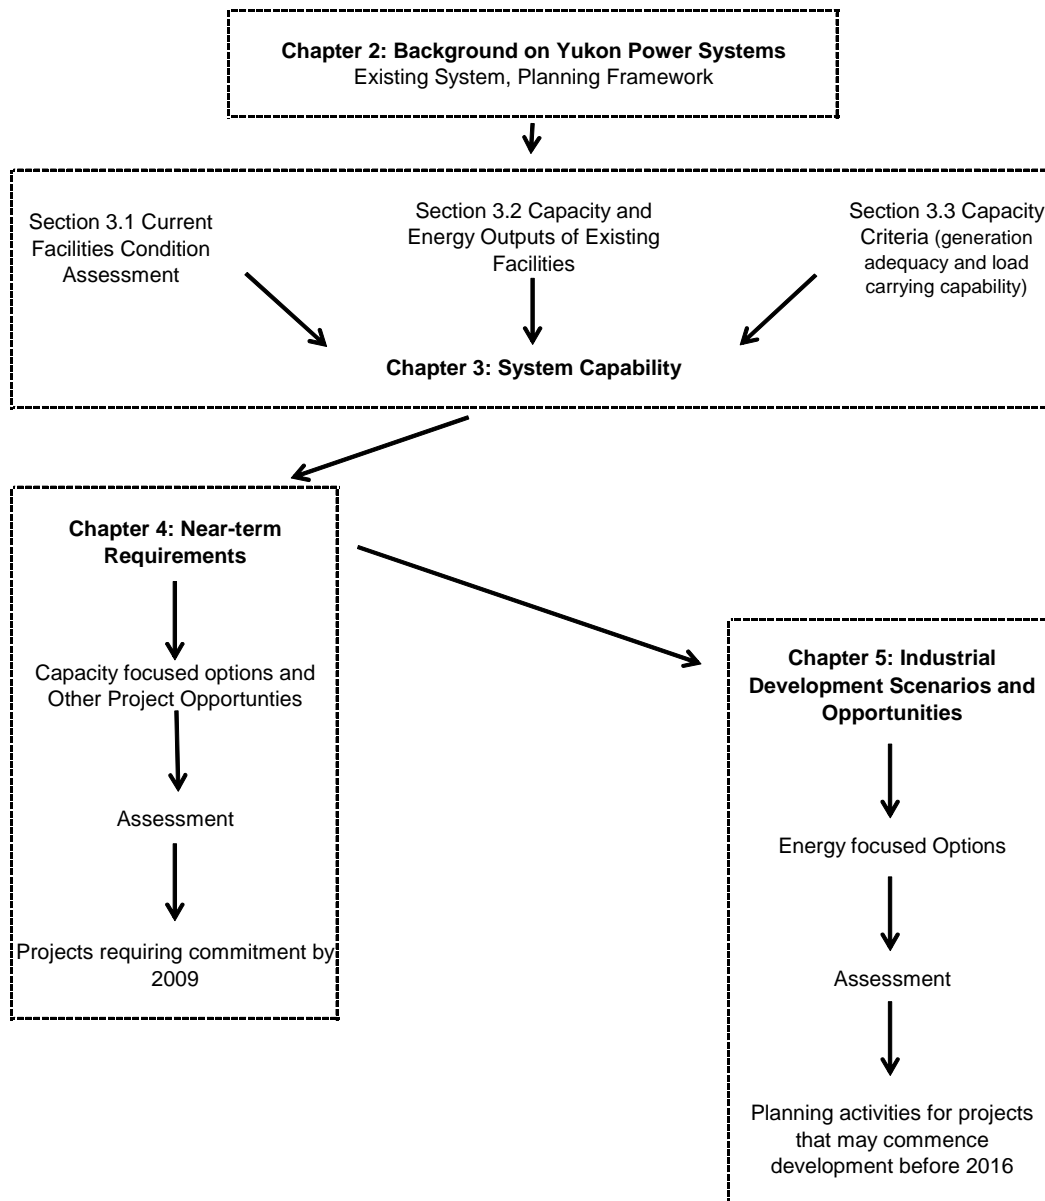 Chapter 2: Background on Yukon Power Systems
Existing System, Planning Framework
Section 3.1 Current
Facilities Condition
Assessment
Section 3.2 Capacity and
Energy Outputs of Existing
Facilities
Section 3.3 Capacity
Criteria (generation
adequacy and load
carrying capability)
Chapter 3: System Capability
Chapter 4: Near-term
Requirements
Capacity focused options and
Other Project Opportunties
Assessment
Projects requiring commitment by
2009
Chapter 5: Industrial
Development Scenarios and
Opportunities
Energy focused Options
Assessment
Planning activities for projects
that may commence
development before 2016